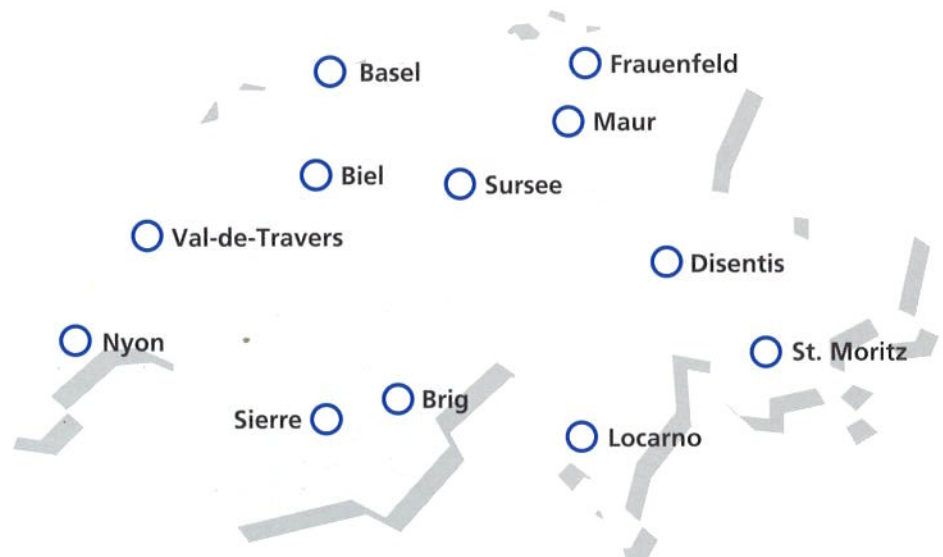 Basel
Frauenfeld
Maur
Biel
Sursee
Val-de-Travers
Disentis
Nyon
St. Moritz
Brig
Sierre
Locarno